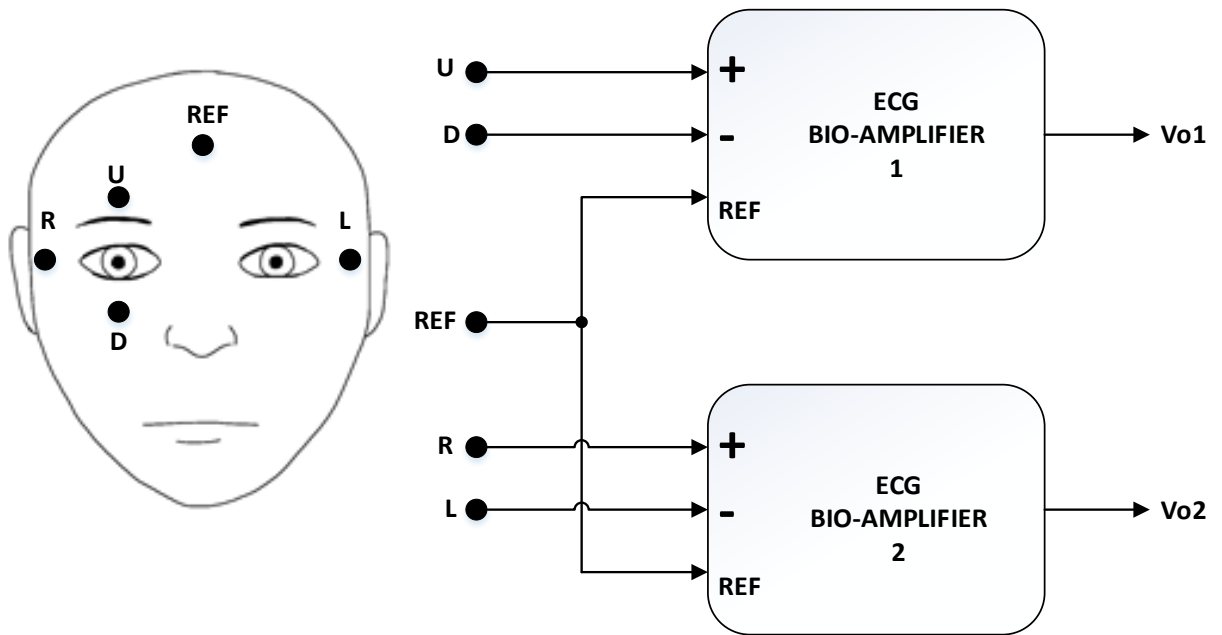 REF
U
R
L
D
U
+
ECG
BIO-AMPLIFIER
1
D
-
Vo1
REF
REF
R
+
ECG
BIO-AMPLIFIER
2
L
-
Vo2
REF